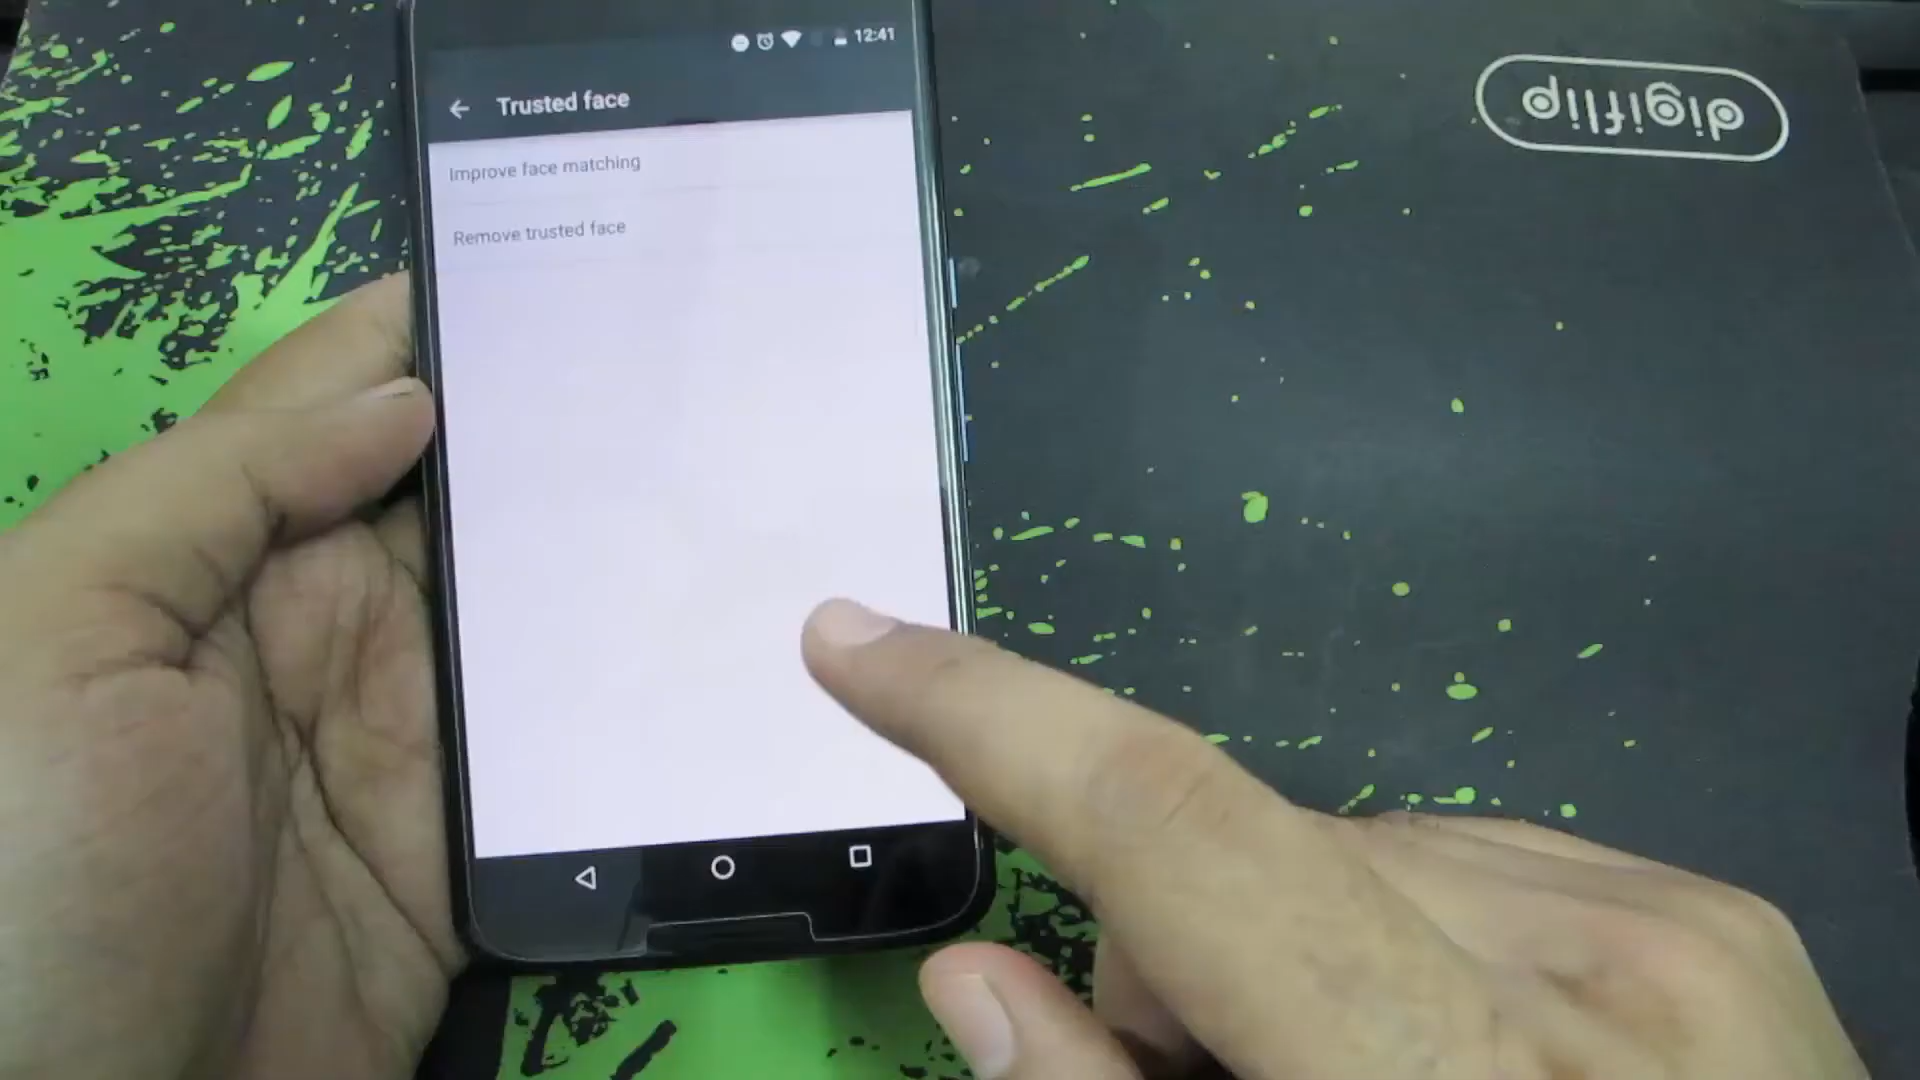 12:41
Trusted face
Improve face matching
Remove trusted face
digiflip